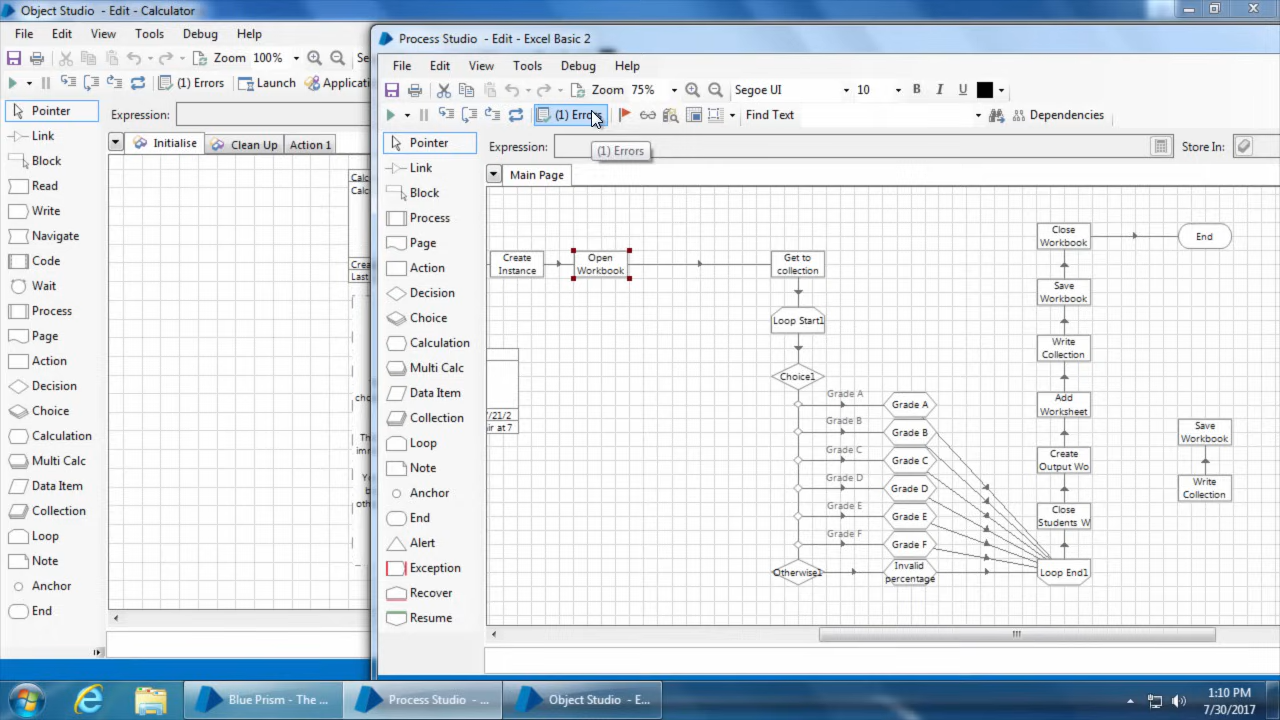 Object Studio - Edit - Calculator
File Edit View Tools Debug Help
Zoom 100%
(1) Errors Launch
Expression:
Initialise Clean Up Action 1
Pointer
Link
Block
Read
Write
Navigate
Code
Wait
Process
Page
Action
Decision
Choice
Calculation
Multi Calc
Data Item
Collection
Loop
Note
Anchor
End
Process Studio - Edit - Excel Basic 2
File Edit View Tools Debug Help
Zoom 75% Segoe UI 10 B I U
(1) Errors Find Text Dependencies
(1) Errors
Expression: Store In:
Main Page
Pointer
Link
Block
Process
Page
Action
Decision
Choice
Calculation
Multi Calc
Data Item
Collection
Loop
Note
Anchor
End
Alert
Exception
Recover
Resume
Create
Instance
Open
Workbook
Get to
collection
Loop Start1
Choice1
Grade A Grade A
Grade B Grade B
Grade C Grade C
Grade D Grade D
Grade E Grade E
Grade F Grade F
Otherwise1
Invalid
percentage
Loop End1
Close
Students W
Create
Output Wo
Add
Worksheet
Write
Collection
Save
Workbook
Close
Workbook
End
Save
Workbook
Write
Collection
Blue Prism - The ...
Process Studio - ...
Object Studio - E...
1:10 PM
7/30/2017